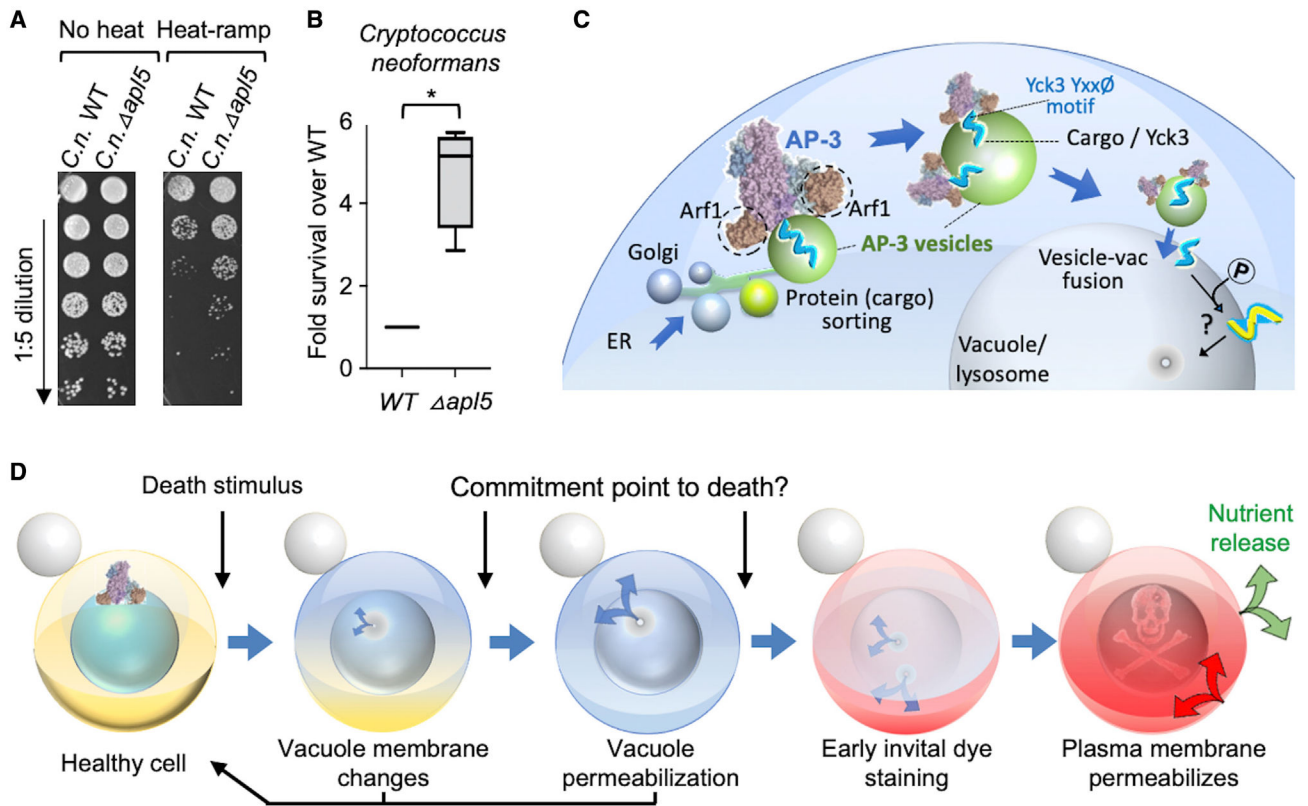 A
No heat Heat-ramp
C.n. WT
C.n. Δapl5
C.n. WT
C.n. Δapl5
1:5 dilution
B
Cryptococcus
neoformans
*
Fold survival over WT
6
4
2
0
WT Δapl5
C
AP-3
Yck3 YxxØ
motif
Cargo / Yck3
Arf1
Arf1
AP-3 vesicles
Golgi
Protein (cargo)
sorting
ER
Vesicle-vac
fusion
P
?
Vacuole/
lysosome
D
Death stimulus
Commitment point to death?
Nutrient
release
Healthy cell
Vacuole membrane
changes
Vacuole
permeabilization
Early invital dye
staining
Plasma membrane
permeabilizes